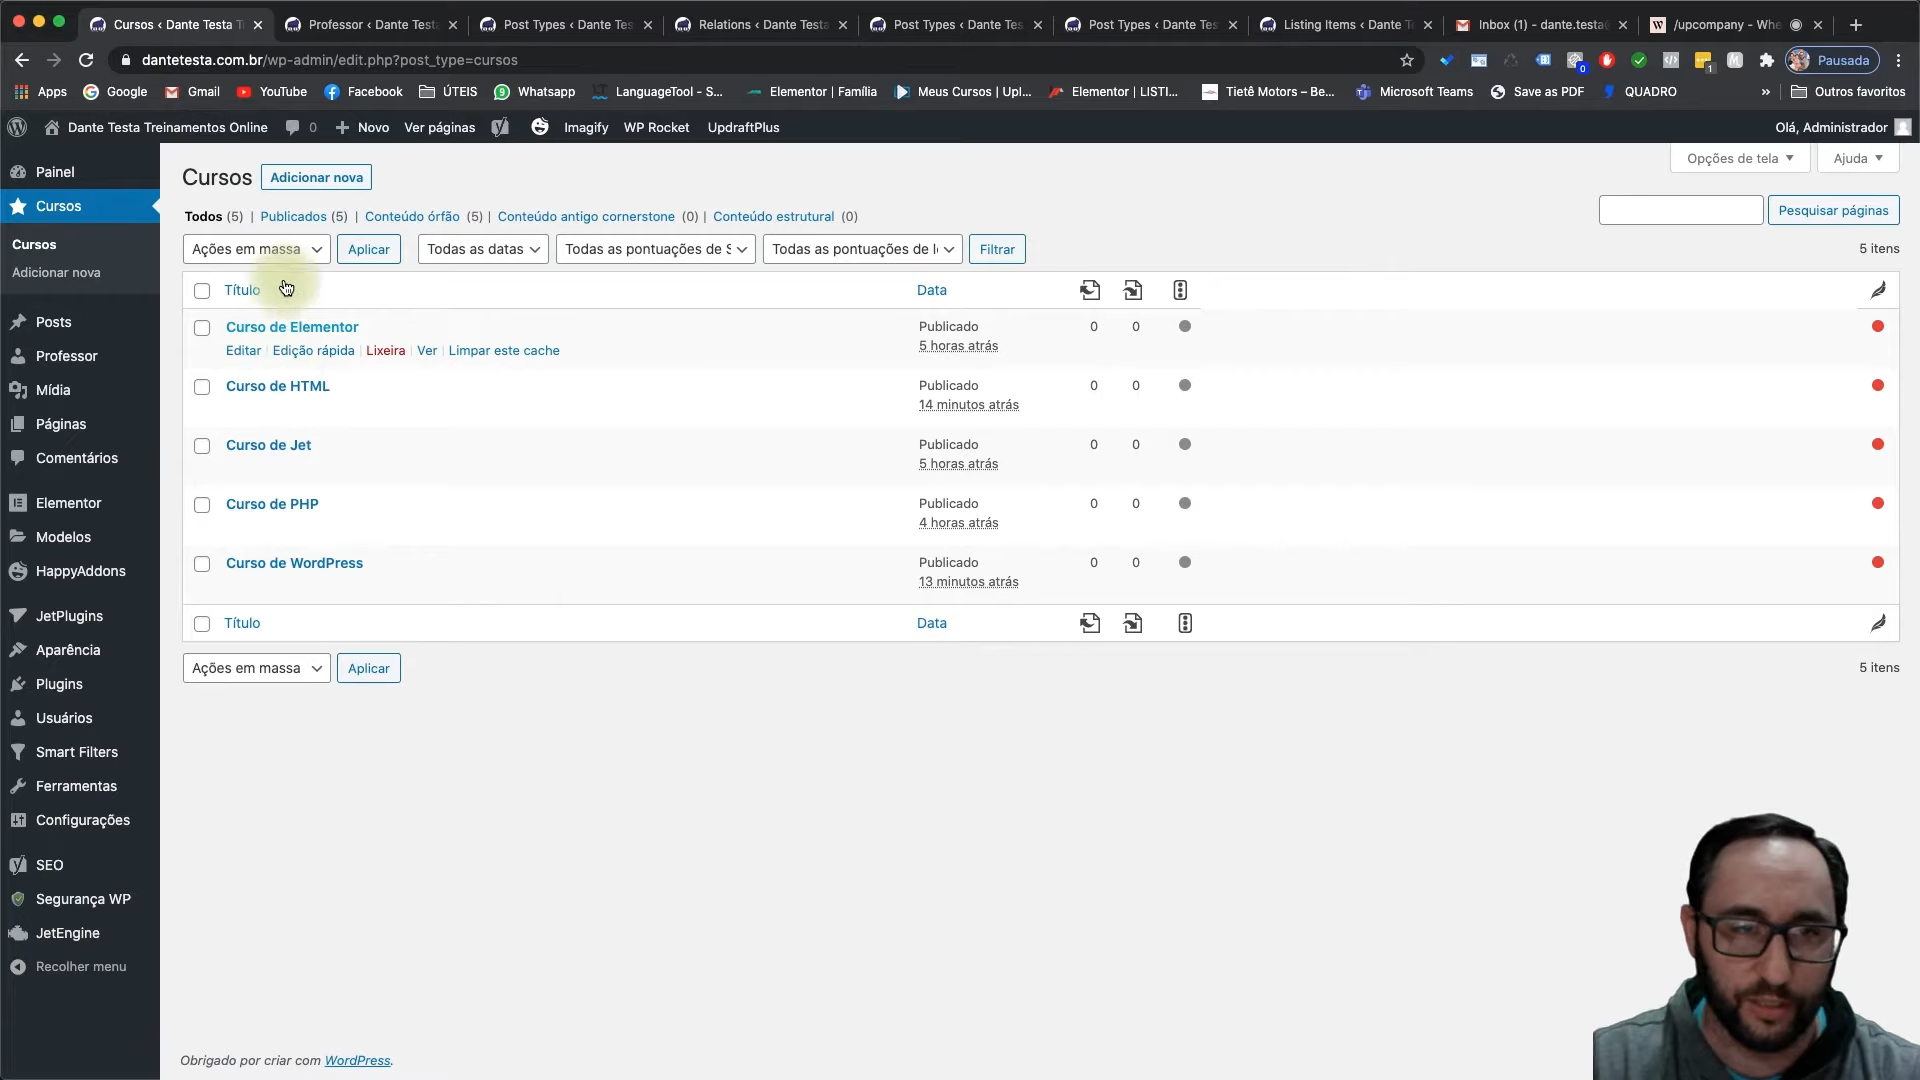 Cursos ‹ Dante Testa T
Professor ‹ Dante Testa
Post Types ‹ Dante Tes
Relations ‹ Dante Testa
Post Types ‹ Dante Tes
Post Types ‹ Dante Tes
Listing Items ‹ Dante T
Inbox (1) - dante.testa@
/upcompany - Whe
dantetesta.com.br/wp-admin/edit.php?post_type=cursos
0
1
Pausada
Apps
Google
Gmail
YouTube
Facebook
ÚTEIS
Whatsapp
LanguageTool - S...
Elementor | Família
Meus Cursos | Upl...
Elementor | LISTI...
Tietê Motors – Be...
Microsoft Teams
Save as PDF
QUADRO
»
Outros favoritos
Dante Testa Treinamentos Online
0
Novo
Ver páginas
Imagify
WP Rocket
UpdraftPlus
Olá, Administrador
Painel
Cursos
Cursos
Adicionar nova
Posts
Professor
Mídia
Páginas
Comentários
Elementor
Modelos
HappyAddons
JetPlugins
Aparência
Plugins
Usuários
Smart Filters
Ferramentas
Configurações
SEO
Segurança WP
JetEngine
Recolher menu
Opções de tela
Ajuda
Cursos
Adicionar nova
Todos (5) | Publicados (5) | Conteúdo órfão (5) | Conteúdo antigo cornerstone (0) | Conteúdo estrutural (0)
Pesquisar páginas
Ações em massa
Aplicar
Todas as datas
Todas as pontuações de S
Todas as pontuações de l
Filtrar
5 itens
Título
Data
Curso de Elementor
Editar | Edição rápida | Lixeira | Ver | Limpar este cache
Publicado
5 horas atrás
0
0
Curso de HTML
Publicado
14 minutos atrás
0
0
Curso de Jet
Publicado
5 horas atrás
0
0
Curso de PHP
Publicado
4 horas atrás
0
0
Curso de WordPress
Publicado
13 minutos atrás
0
0
Título
Data
Ações em massa
Aplicar
5 itens
Obrigado por criar com WordPress.